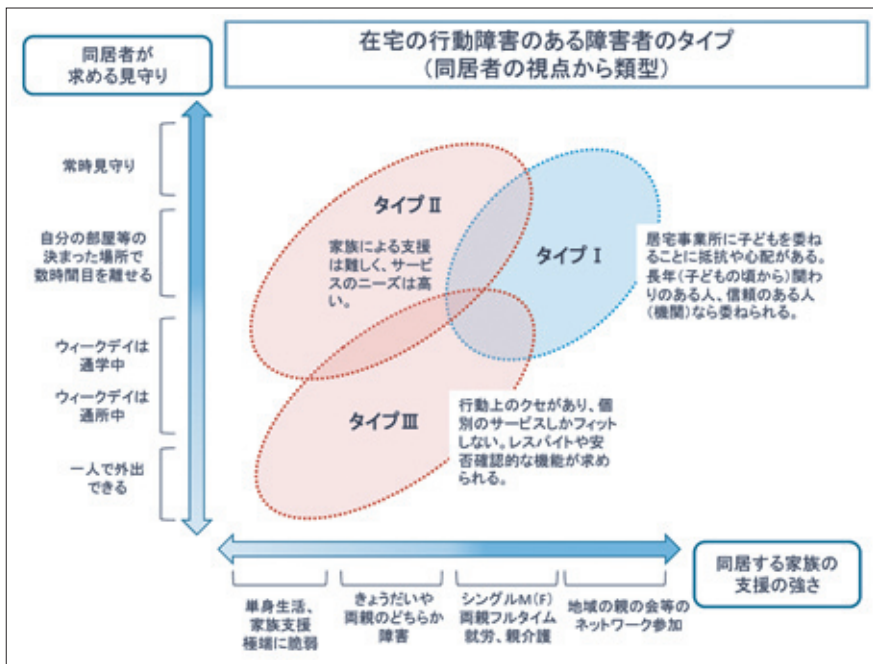 同居者が
求める見守り
在宅の行動障害のある障害者のタイプ
(同居者の視点から類型)
常時見守り
自分の部屋等の
決まった場所で
数時間目を離せる
ウィークデイは
通学中
ウィークデイは
通所中
一人で外出
できる
タイプⅡ
家族による支援
は難しく、サービ
スのニーズは高
い。
タイプⅠ
居宅事業所に子どもを委ね
ることに抵抗や心配がある。
長年(子どもの頃から)関わ
りのある人、信頼のある人
(機関)なら委ねられる。
タイプⅢ
行動上のクセがあり、個
別のサービスしかフィット
しない。レスパイトや安
否確認的な機能が求め
られる。
同居する家族の
支援の強さ
単身生活、
家族支援
極端に脆弱
きょうだいや
両親のどちらか
障害
シングルM(F)
両親フルタイム
就労、親介護
地域の親の会等の
ネットワーク参加